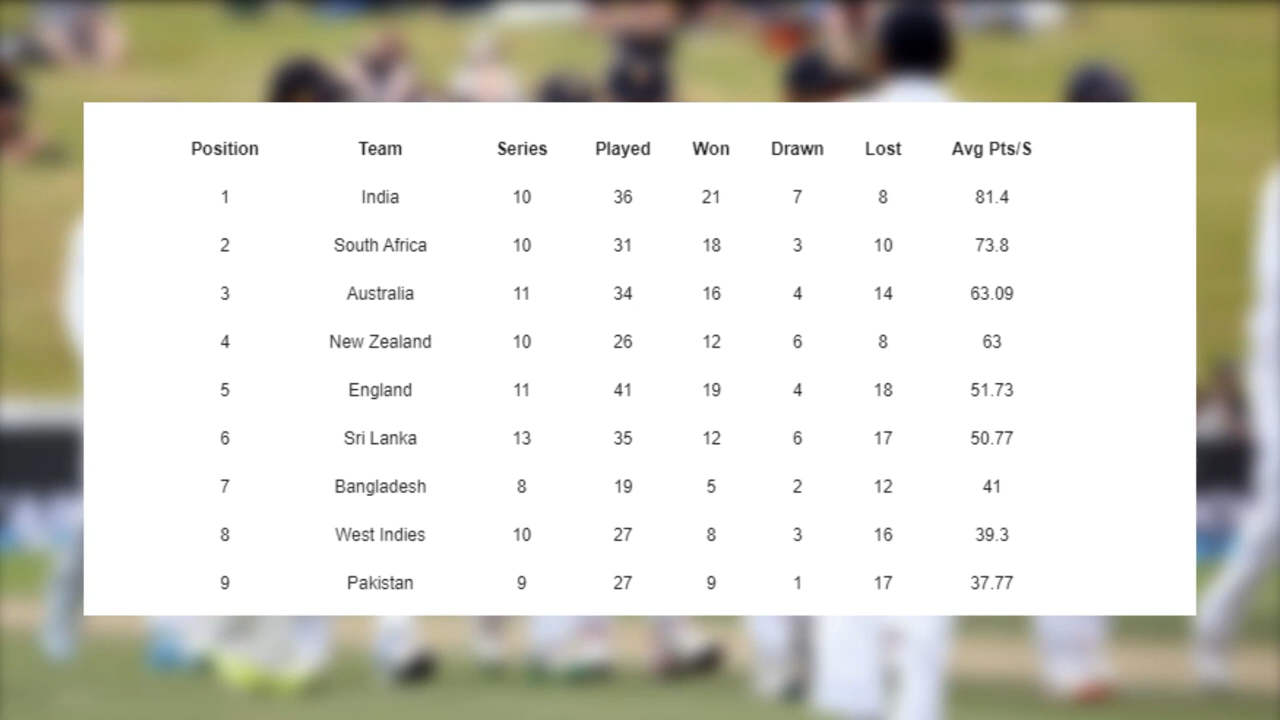 Position Team Series Played Won Drawn Lost Avg Pts/S
1 India 10 36 21 7 8 81.4
2 South Africa 10 31 18 3 10 73.8
3 Australia 11 34 16 4 14 63.09
4 New Zealand 10 26 12 6 8 63
5 England 11 41 19 4 18 51.73
6 Sri Lanka 13 35 12 6 17 50.77
7 Bangladesh 8 19 5 2 12 41
8 West Indies 10 27 8 3 16 39.3
9 Pakistan 9 27 9 1 17 37.77